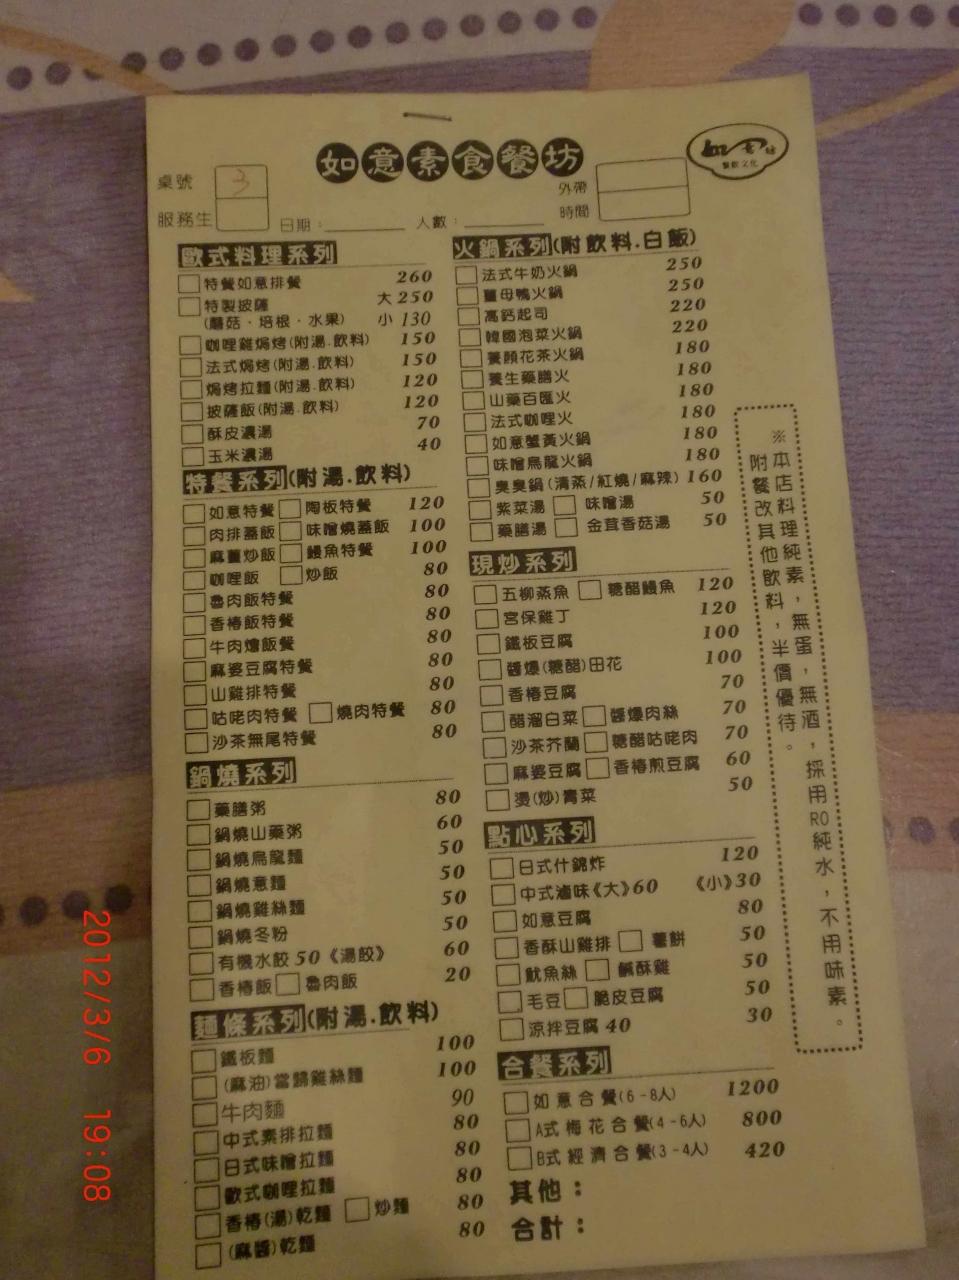 如意素食餐坊
如意坊
餐飲文化
桌號 3
服務生
日期：
人數：
外帶
時間
歐式料理系列
特餐如意排餐 260
特製披薩 大 250
(蘑菇．培根．水果) 小 130
咖哩雞焗烤(附湯.飲料) 150
法式焗烤(附湯.飲料) 150
焗烤拉麵(附湯.飲料) 120
披薩飯(附湯.飲料) 120
酥皮濃湯 70
玉米濃湯 40
特餐系列(附湯.飲料)
如意特餐 陶板特餐 120
肉排蓋飯 味噌燒蓋飯 100
麻薑炒飯 鰻魚特餐 100
咖哩飯 炒飯 80
魯肉飯特餐 80
香椿飯特餐 80
牛肉燴飯餐 80
麻婆豆腐特餐 80
山雞排特餐 80
咕咾肉特餐 燒肉特餐 80
沙茶無尾特餐 80
鍋燒系列
藥膳粥 80
鍋燒山藥粥 60
鍋燒烏龍麵 50
鍋燒意麵 50
鍋燒雞絲麵 50
鍋燒冬粉 50
有機水餃 50《湯餃》 60
香椿飯 魯肉飯 20
麵條系列(附湯.飲料)
鐵板麵 100
(麻油)當歸雞絲麵 100
牛肉麵 90
中式素排拉麵 80
日式味噌拉麵 80
歐式咖哩拉麵 80
香椿(湯)乾麵 炒麵 80
(麻醬)乾麵 80
火鍋系列(附飲料.白飯)
法式牛奶火鍋 250
薑母鴨火鍋 250
高鈣起司 220
韓國泡菜火鍋 220
養顏花茶火鍋 180
養生藥膳火 180
山藥百匯火 180
法式咖哩火 180
如意蟹黃火鍋 180
味噌烏龍火鍋 180
臭臭鍋(清蒸/紅燒/麻辣) 160
紫菜湯 味噌湯 50
藥膳湯 金茸香菇湯 50
現炒系列
五柳蒸魚 糖醋鰻魚 120
宮保雞丁 120
鐵板豆腐 100
醬爆(糖醋)田花 100
香椿豆腐 70
醋溜白菜 醬爆肉絲 70
沙茶芥蘭 糖醋咕咾肉 70
麻婆豆腐 香椿煎豆腐 60
燙(炒)青菜 50
點心系列
日式什錦炸 120
中式滷味《大》60 《小》30
如意豆腐 80
香酥山雞排 薯餅 50
魷魚絲 鹹酥雞 50
毛豆 脆皮豆腐 50
涼拌豆腐 40 30
合餐系列
如意合餐(6-8人) 1200
A式梅花合餐(4-6人) 800
B式經濟合餐(3-4人) 420
其他：
合計：
※本店料理純素，無蛋，無酒，採用RO純水，不用味素。
附餐改其他飲料，半價優待。
2012/3/6 19:08